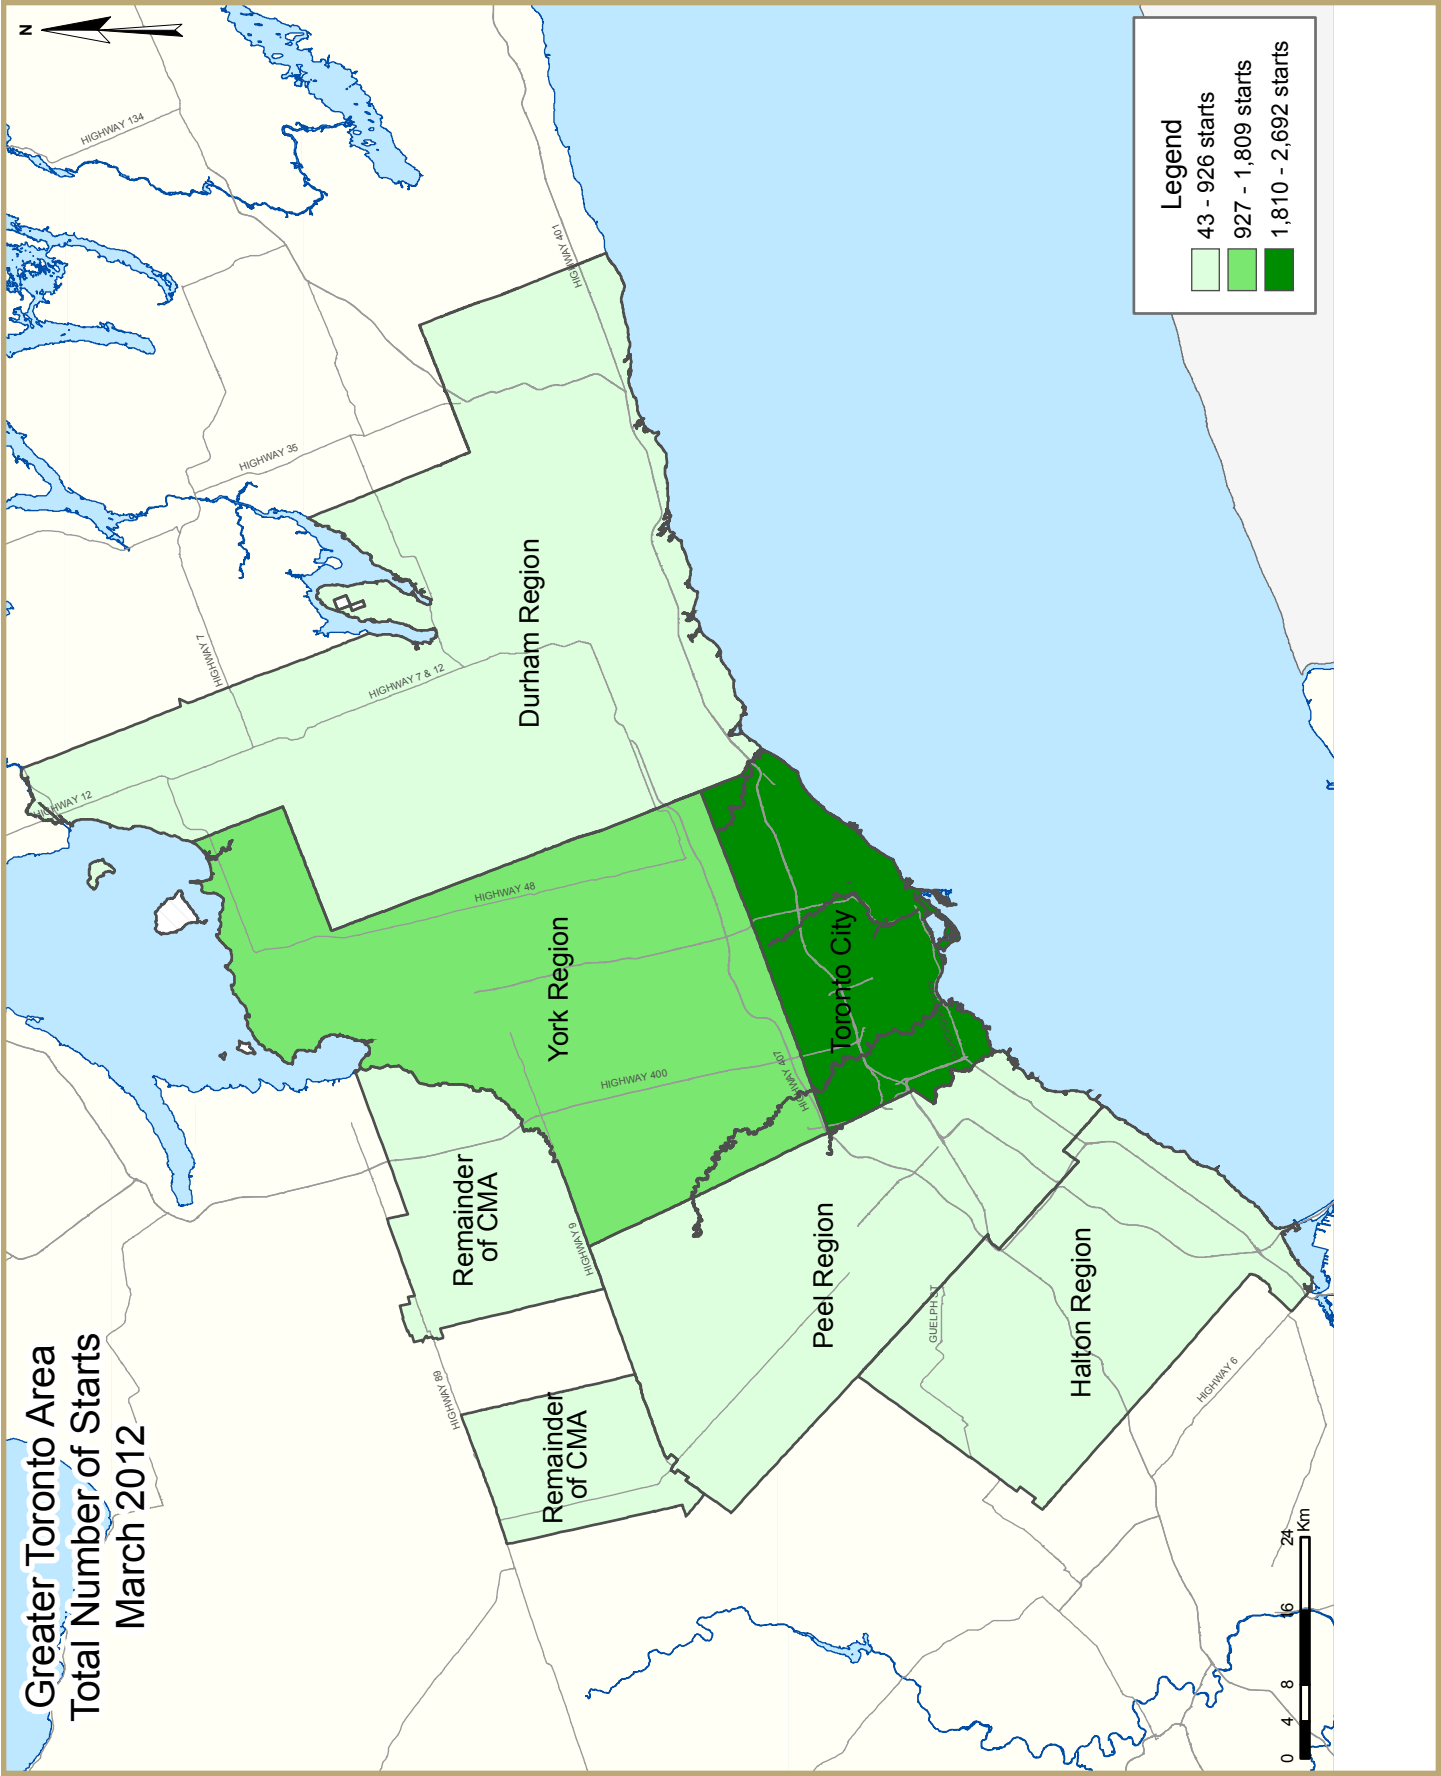 Greater Toronto Area
Total Number of Starts
March 2012
N
HIGHWAY 134
HIGHWAY 401
HIGHWAY 35
HIGHWAY 7
HIGHWAY 7 & 12
HIGHWAY 12
Durham Region
HIGHWAY 48
York Region
HIGHWAY 400
HIGHWAY 407
Toronto City
Remainder
of CMA
HIGHWAY 9
HIGHWAY 89
Remainder
of CMA
Peel Region
GUELPH ST
Halton Region
HIGHWAY 6
Legend
43 - 926 starts
927 - 1,809 starts
1,810 - 2,692 starts
0 4 8 16 24
Km